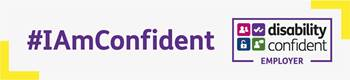 #IAmConfident
disability
confident
EMPLOYER